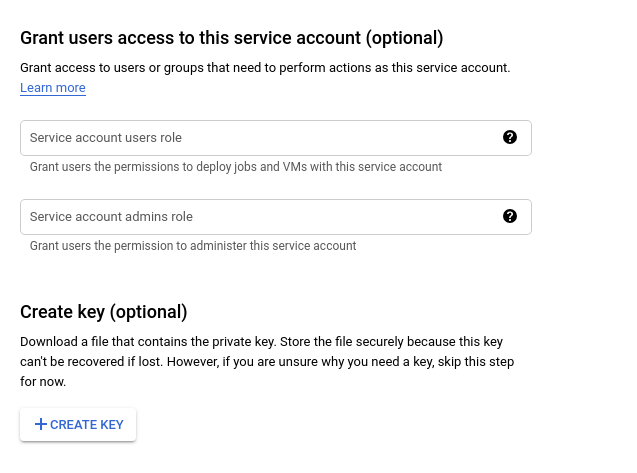 Grant users access to this service account (optional)
Grant access to users or groups that need to perform actions as this service account.
Learn more
Service account users role
Grant users the permissions to deploy jobs and VMs with this service account
Service account admins role
Grant users the permission to administer this service account
Create key (optional)
Download a file that contains the private key. Store the file securely because this key
can't be recovered if lost. However, if you are unsure why you need a key, skip this step
for now.
+ CREATE KEY